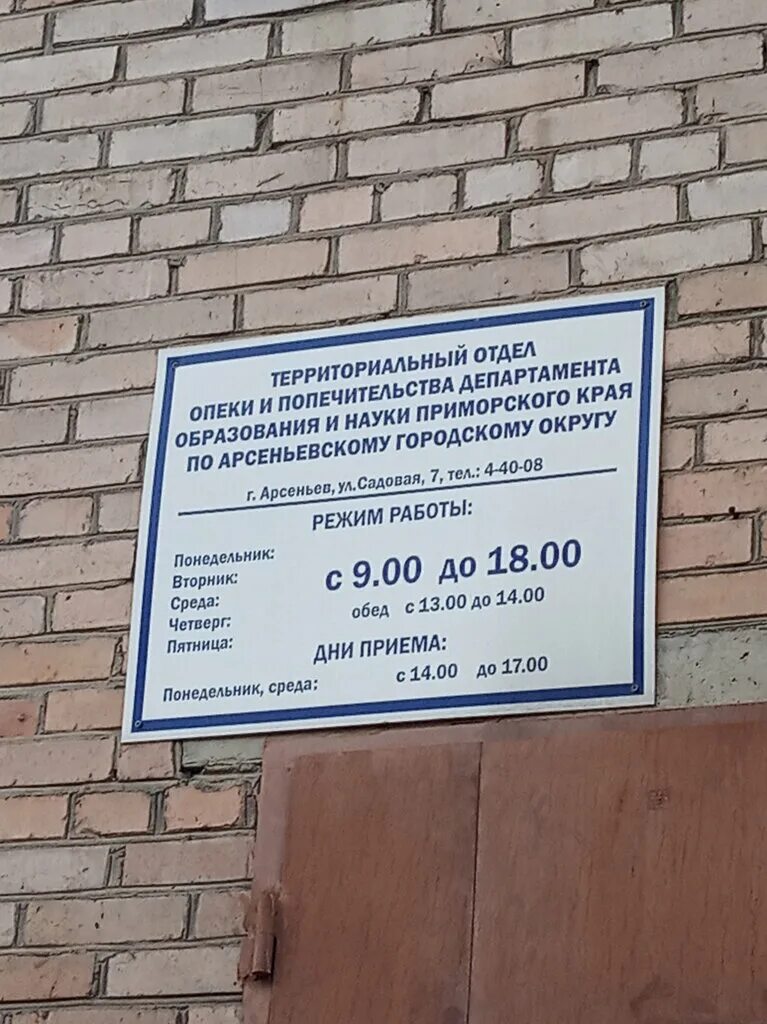 ТЕРРИТОРИАЛЬНЫЙ ОТДЕЛ
ОПЕКИ И ПОПЕЧИТЕЛЬСТВА ДЕПАРТАМЕНТА
ОБРАЗОВАНИЯ И НАУКИ ПРИМОРСКОГО КРАЯ
ПО АРСЕНЬЕВСКОМУ ГОРОДСКОМУ ОКРУГУ
г. Арсеньев, ул.Садовая, 7, тел.: 4-40-08
РЕЖИМ РАБОТЫ:
Понедельник:
Вторник:
Среда:
Четверг:
Пятница:
с 9.00 до 18.00
обед с 13.00 до 14.00
ДНИ ПРИЕМА:
Понедельник, среда: с 14.00 до 17.00